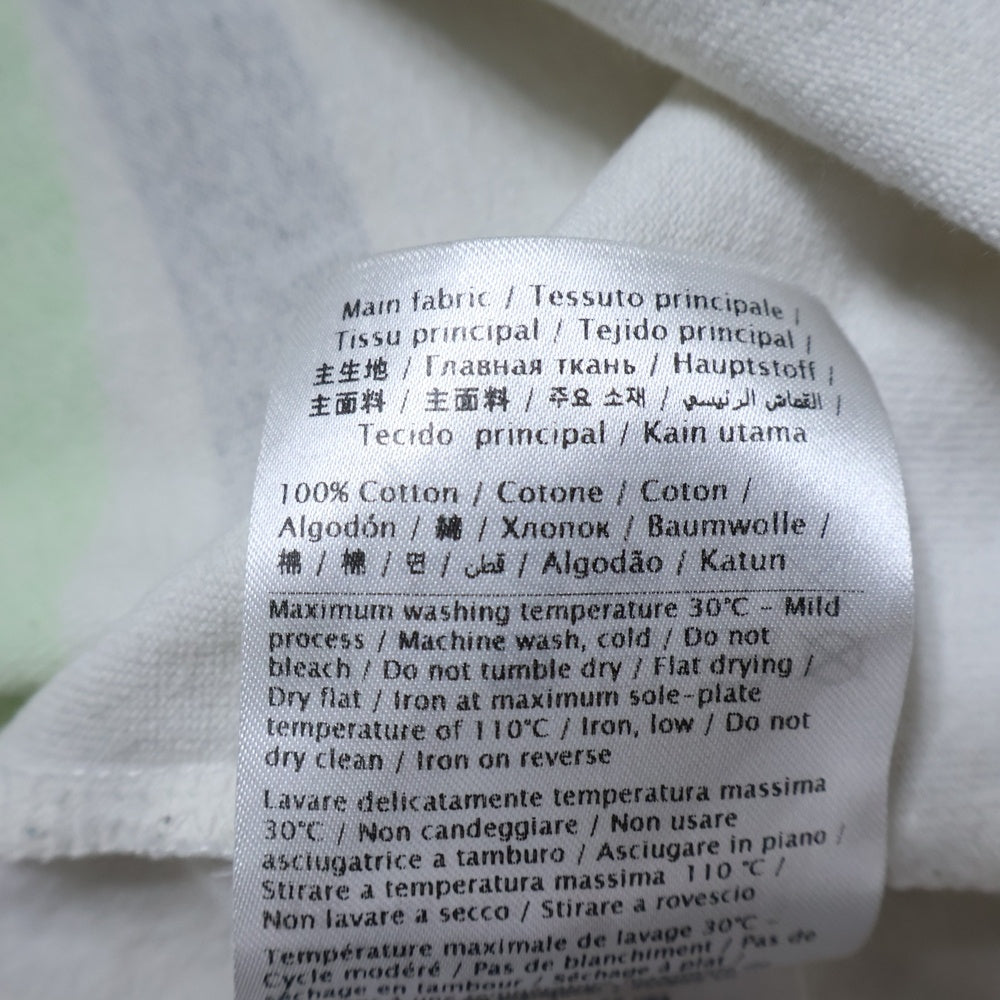 Main fabric / Tessuto principale /
Tissu principal / Tejido principal /
主生地 / Главная ткань / Hauptstoff /
主面料 / 主面料 / 주요 소재 / القماش الرئيسي /
Tecido principal / Kain utama
100% Cotton / Cotone / Coton /
Algodón / 綿 / Хлопок / Baumwolle /
棉 / 棉 / 면 / قطن / Algodão / Katun
Maximum washing temperature 30°C - Mild
process / Machine wash, cold / Do not
bleach / Do not tumble dry / Flat drying /
Dry flat / Iron at maximum sole-plate
temperature of 110°C / Iron, low / Do not
dry clean / Iron on reverse
Lavare delicatamente temperatura massima
30°C / Non candeggiare / Non usare
asciugatrice a tamburo / Asciugare in piano /
Stirare a temperatura massima 110 °C /
Non lavare a secco / Stirare a rovescio
Température maximale de lavage 30°C -
Cycle modéré / Pas de blanchiment / Pas de
séchage en tambour / séchage à plat /